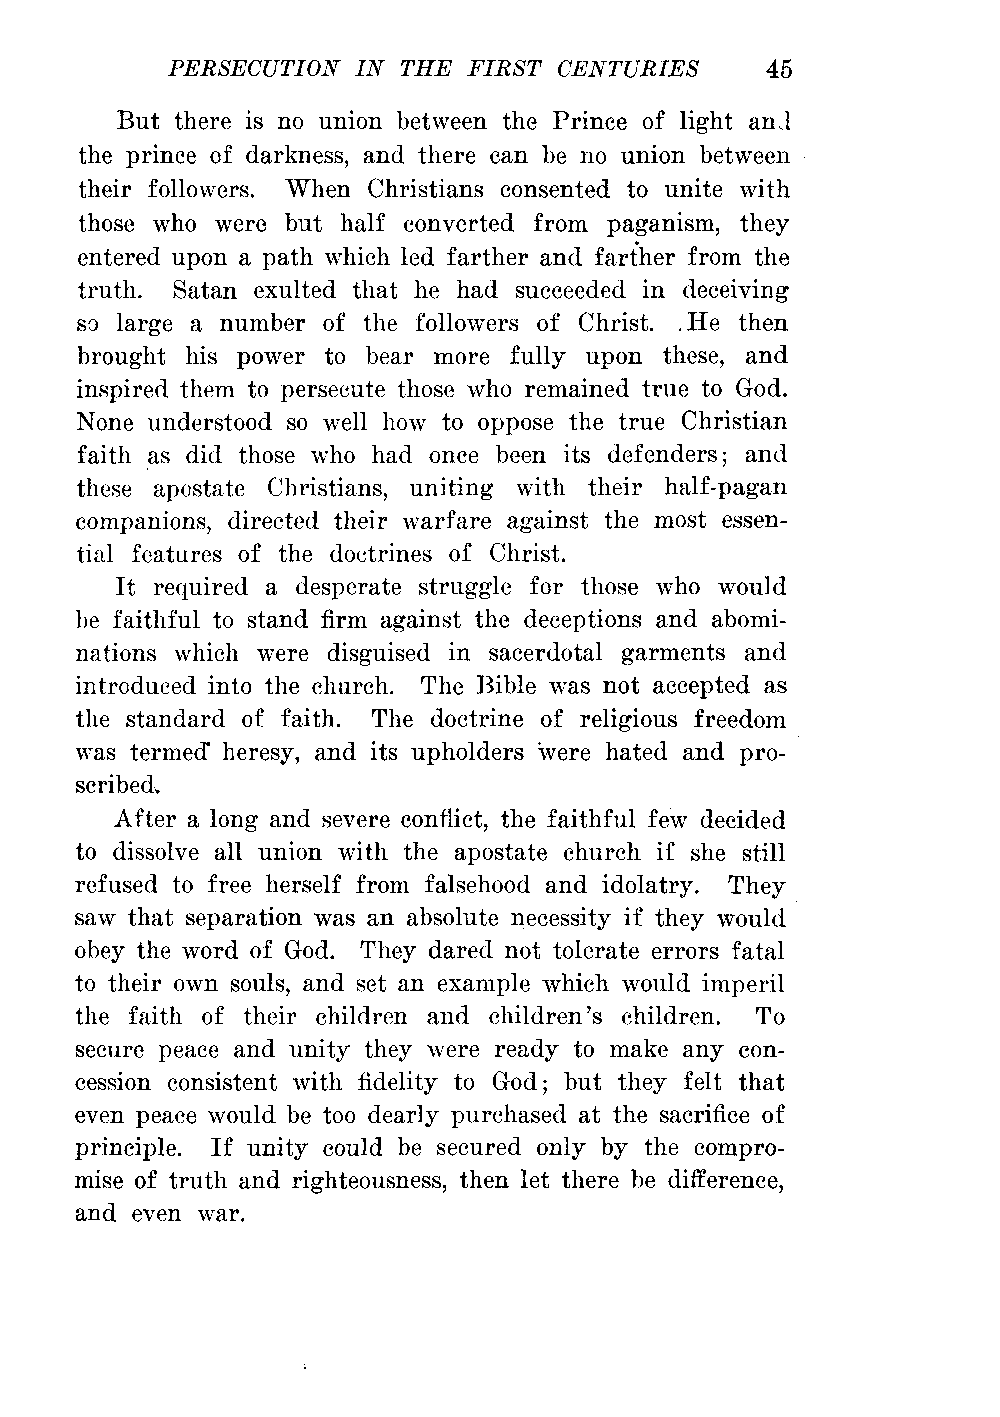 PERSECUTION IN THE FIRST CENTURIES 45
But there is no union between the Prince of light and
the prince of darkness, and there can be no union between
their followers. When Christians consented to unite with
those who were but half converted from paganism, they
entered upon a path which led farther and farther from the
truth. Satan exulted that he had succeeded in deceiving
so large a number of the followers of Christ. He then
brought his power to bear more fully upon these, and
inspired them to persecute those who remained true to God.
None understood so well how to oppose the true Christian
faith as did those who had once been its defenders; and
these apostate Christians, uniting with their half-pagan
companions, directed their warfare against the most essen-
tial features of the doctrines of Christ.
It required a desperate struggle for those who would
be faithful to stand firm against the deceptions and abomi-
nations which were disguised in sacerdotal garments and
introduced into the church. The Bible was not accepted as
the standard of faith. The doctrine of religious freedom
was termed heresy, and its upholders were hated and pro-
scribed.
After a long and severe conflict, the faithful few decided
to dissolve all union with the apostate church if she still
refused to free herself from falsehood and idolatry. They
saw that separation was an absolute necessity if they would
obey the word of God. They dared not tolerate errors fatal
to their own souls, and set an example which would imperil
the faith of their children and children's children. To
secure peace and unity they were ready to make any con-
cession consistent with fidelity to God; but they felt that
even peace would be too dearly purchased at the sacrifice of
principle. If unity could be secured only by the compro-
mise of truth and righteousness, then let there be difference,
and even war.